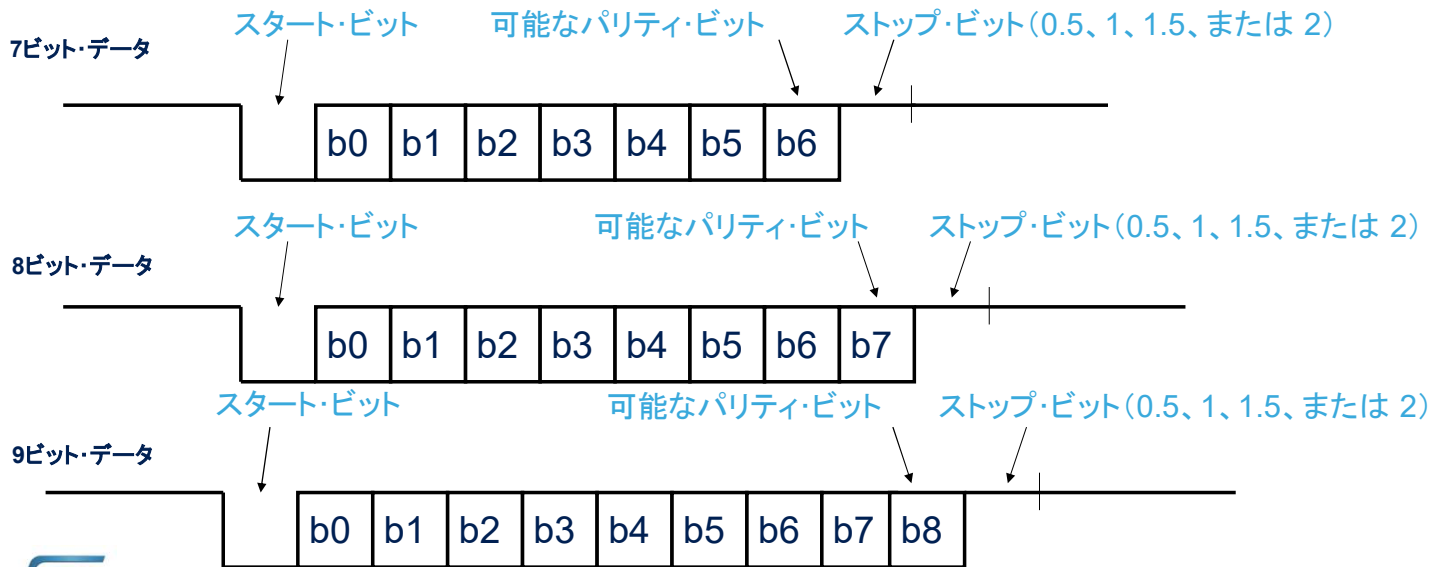 スタート･ビット 可能なパリティ･ビット ストップ･ビット（0.5、1、1.5、または 2）
7ビット･データ
b0 b1 b2 b3 b4 b5 b6
スタート･ビット 可能なパリティ･ビット ストップ･ビット（0.5、1、1.5、または 2）
8ビット･データ
b0 b1 b2 b3 b4 b5 b6 b7
スタート･ビット 可能なパリティ･ビット ストップ･ビット（0.5、1、1.5、または 2）
9ビット･データ
b0 b1 b2 b3 b4 b5 b6 b7 b8